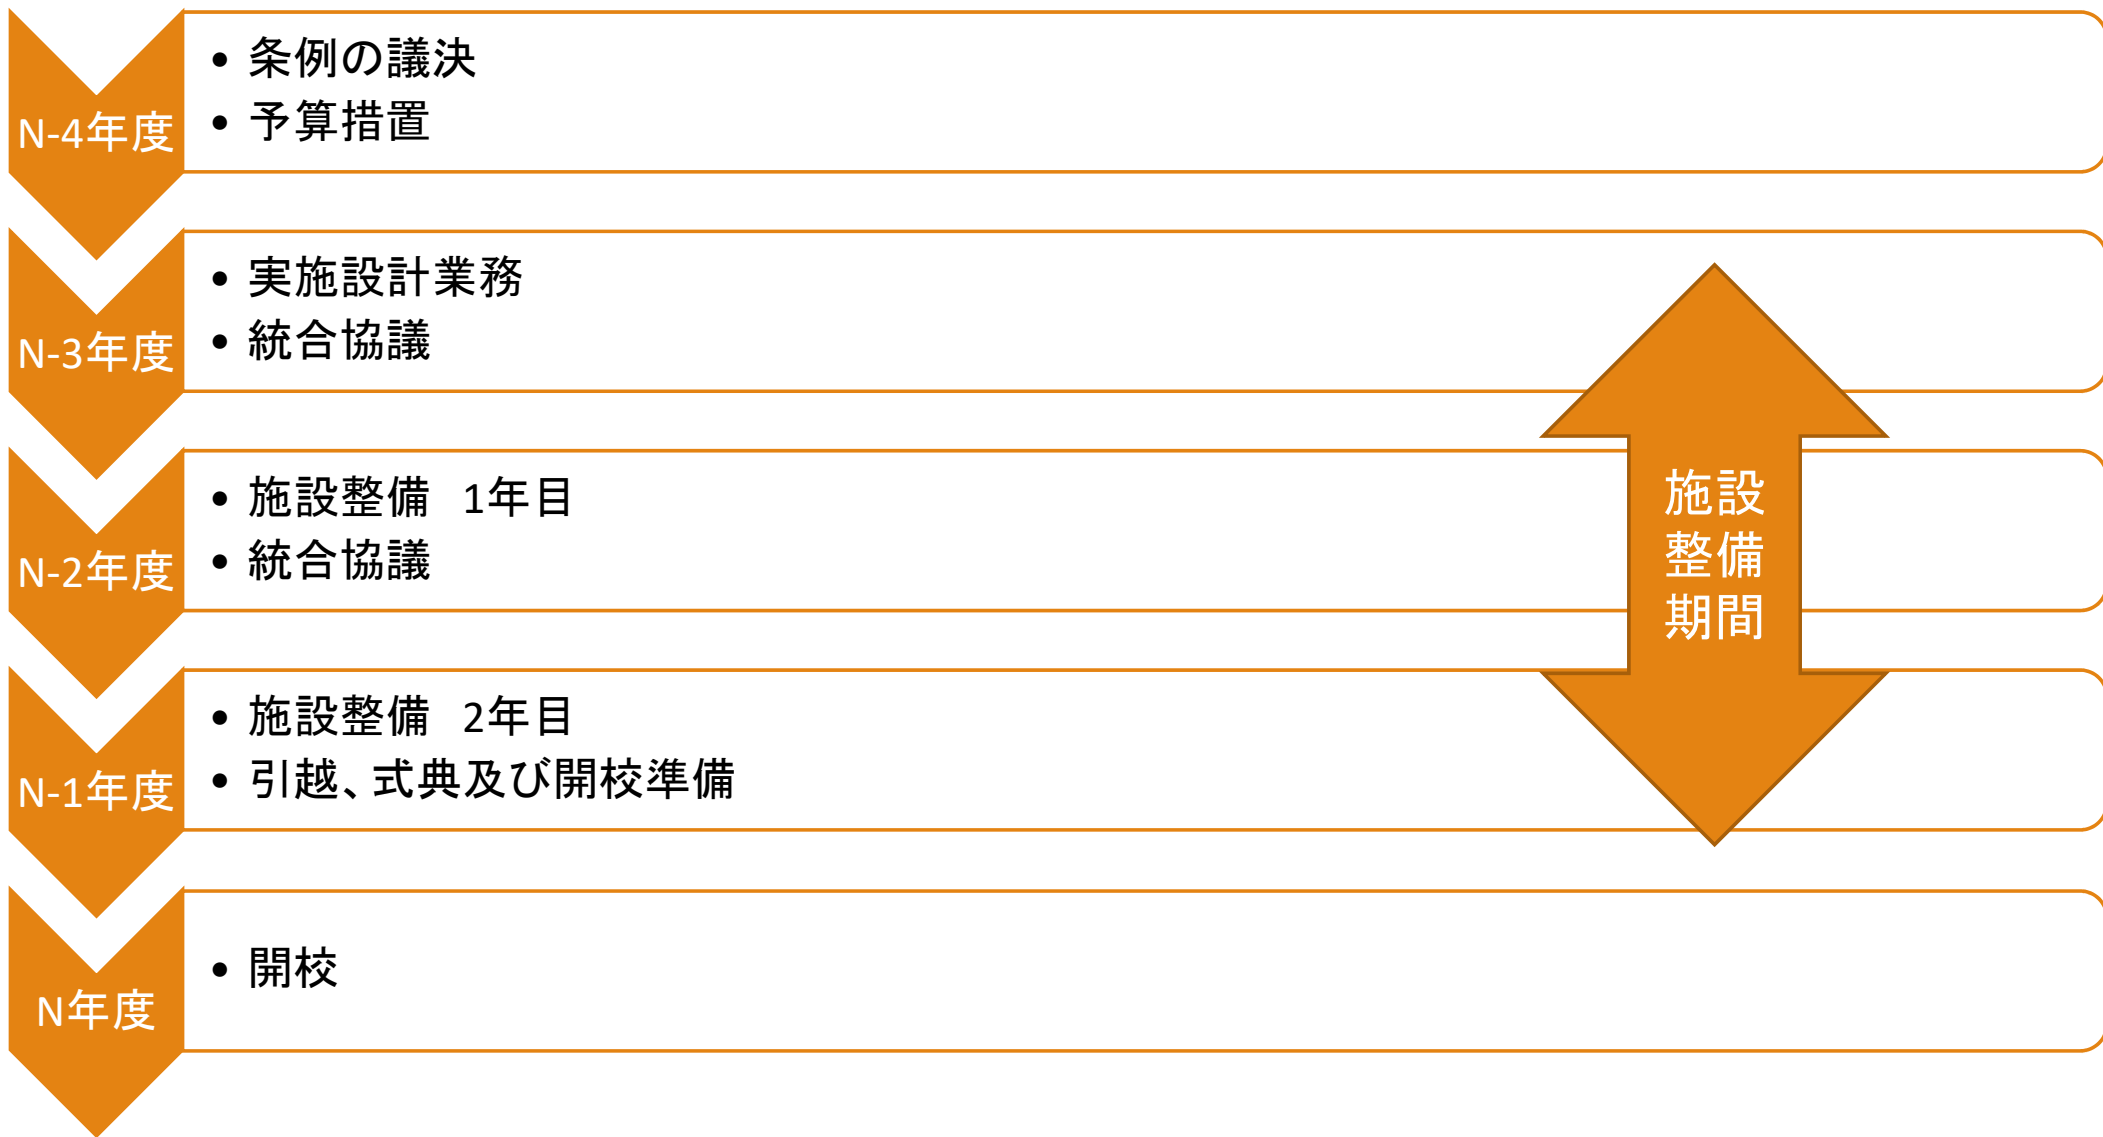 N-4年度
• 条例の議決
• 予算措置
N-3年度
• 実施設計業務
• 統合協議
N-2年度
• 施設整備　1年目
• 統合協議
N-1年度
• 施設整備　2年目
• 引越、式典及び開校準備
N年度
• 開校
施設
整備
期間